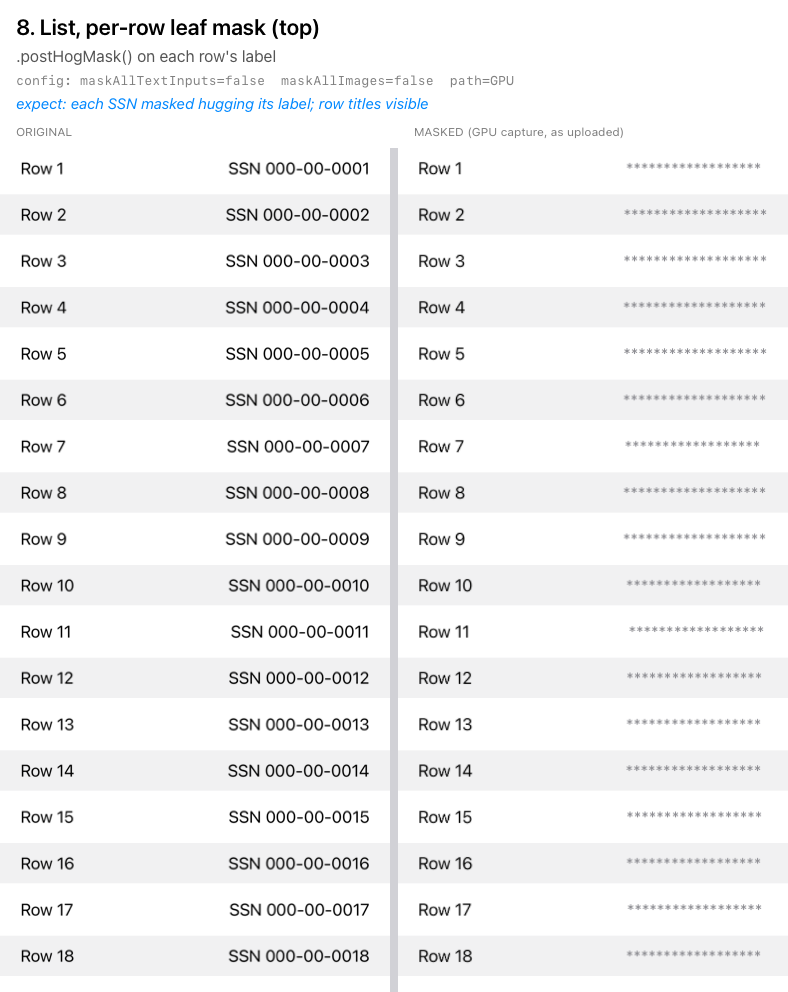 8. List, per-row leaf mask (top)
.postHogMask() on each row's label
config: maskAllTextInputs=false  maskAllImages=false  path=GPU
expect: each SSN masked hugging its label; row titles visible
ORIGINAL MASKED (GPU capture, as uploaded)
Row 1 SSN 000-00-0001 Row 1 ******************
Row 2 SSN 000-00-0002 Row 2 *******************
Row 3 SSN 000-00-0003 Row 3 *******************
Row 4 SSN 000-00-0004 Row 4 *******************
Row 5 SSN 000-00-0005 Row 5 *******************
Row 6 SSN 000-00-0006 Row 6 *******************
Row 7 SSN 000-00-0007 Row 7 ******************
Row 8 SSN 000-00-0008 Row 8 *******************
Row 9 SSN 000-00-0009 Row 9 *******************
Row 10 SSN 000-00-0010 Row 10 ******************
Row 11 SSN 000-00-0011 Row 11 ******************
Row 12 SSN 000-00-0012 Row 12 ******************
Row 13 SSN 000-00-0013 Row 13 ******************
Row 14 SSN 000-00-0014 Row 14 ******************
Row 15 SSN 000-00-0015 Row 15 ******************
Row 16 SSN 000-00-0016 Row 16 ******************
Row 17 SSN 000-00-0017 Row 17 ******************
Row 18 SSN 000-00-0018 Row 18 ******************